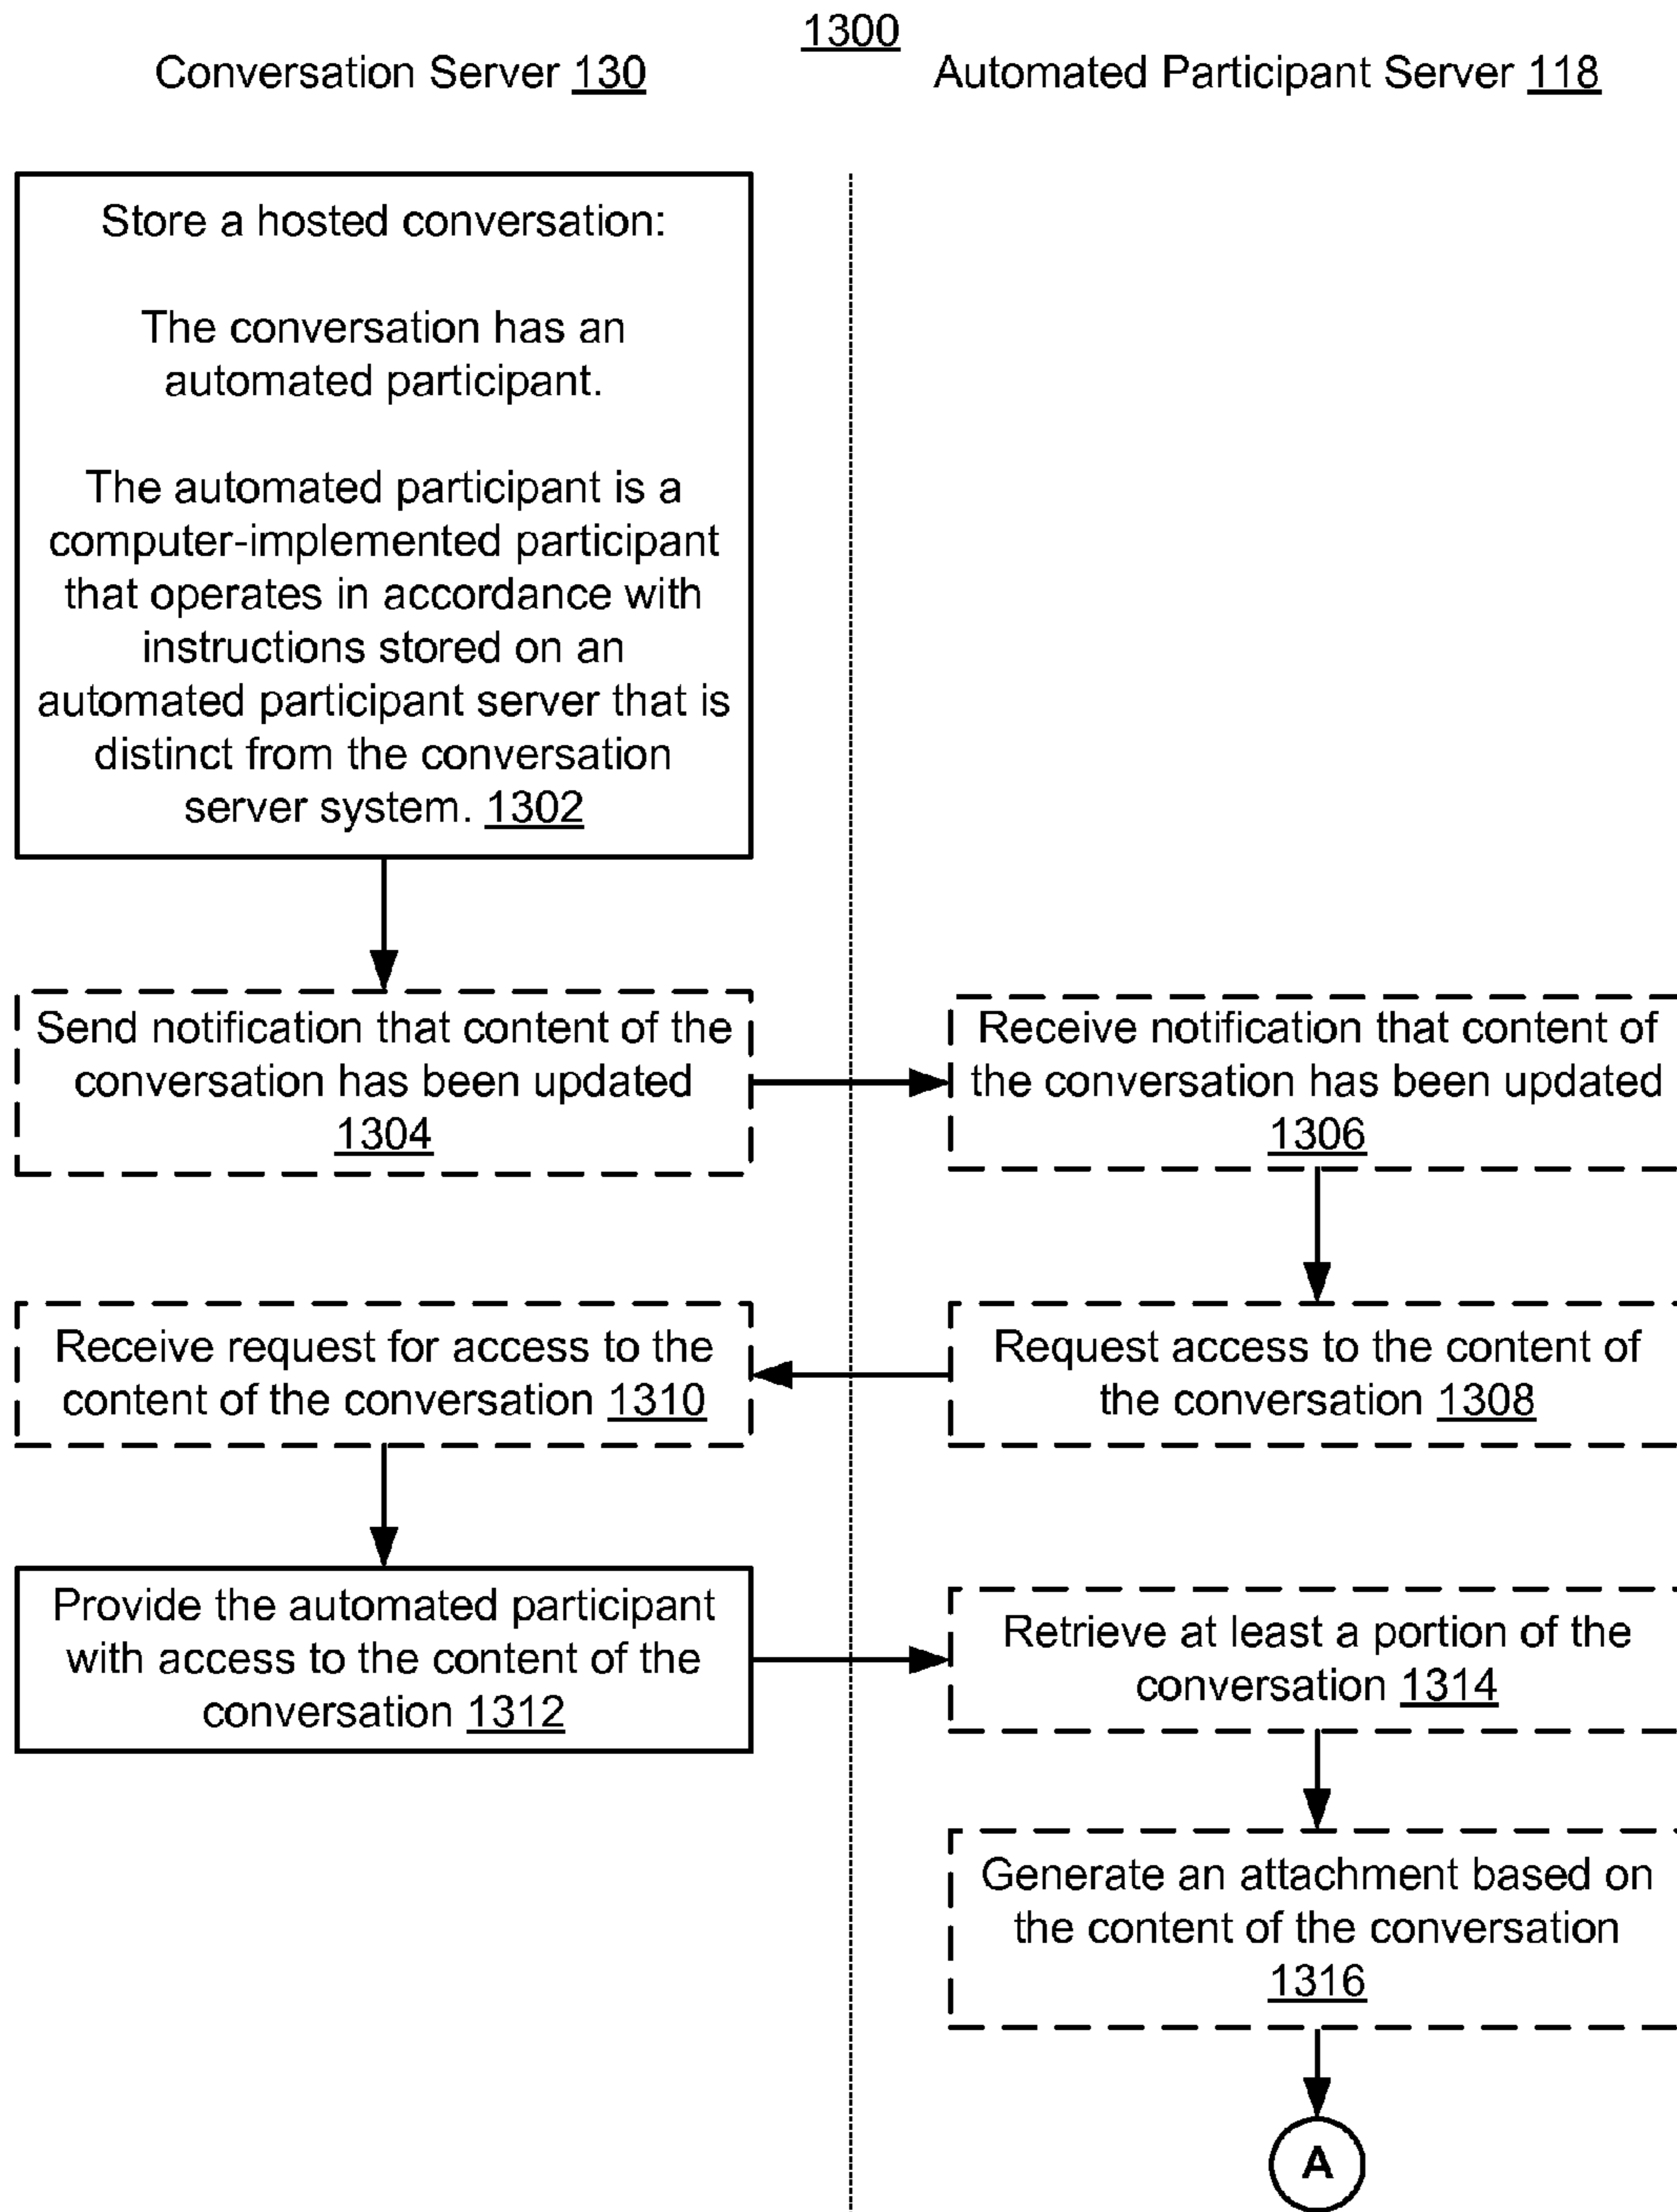 1300
Conversation Server 130
Automated Participant Server 118
Store a hosted conversation:
The conversation has an
automated participant.
The automated participant is a
computer-implemented participant
that operates in accordance with
instructions stored on an
automated participant server that is
distinct from the conversation
server system. 1302
Send notification that content of the
conversation has been updated
1304
Receive notification that content of
the conversation has been updated
1306
Request access to the content of
the conversation 1308
Receive request for access to the
content of the conversation 1310
Provide the automated participant
with access to the content of the
conversation 1312
Retrieve at least a portion of the
conversation 1314
Generate an attachment based on
the content of the conversation
1316
A